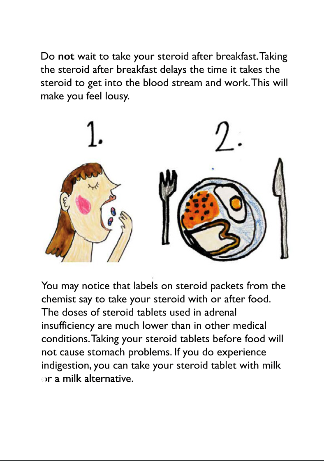 Do not wait to take your steroid after breakfast. Taking
the steroid after breakfast delays the time it takes the
steroid to get into the blood stream and work. This will
make you feel lousy.
1.
2.
You may notice that labels on steroid packets from the
chemist say to take your steroid with or after food.
The doses of steroid tablets used in adrenal
insufficiency are much lower than in other medical
conditions. Taking your steroid tablets before food will
not cause stomach problems. If you do experience
indigestion, you can take your steroid tablet with milk
or a milk alternative.